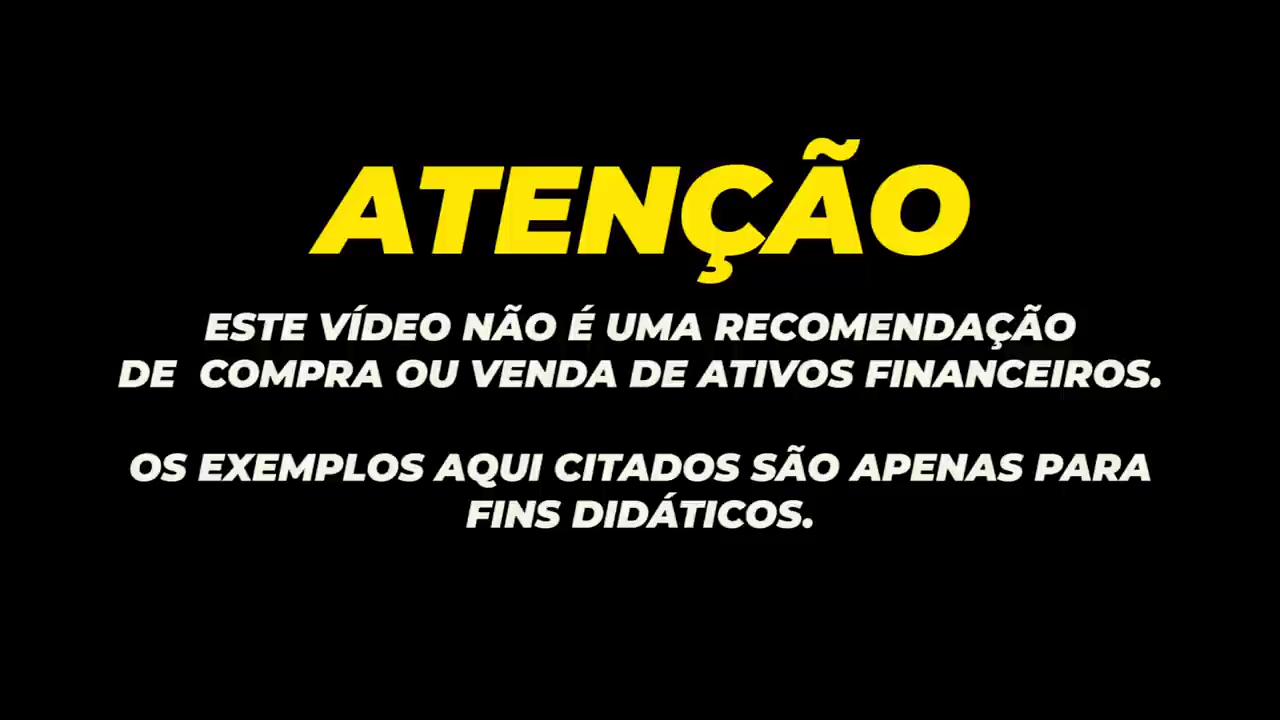 ATENÇÃO
ESTE VÍDEO NÃO É UMA RECOMENDAÇÃO
DE COMPRA OU VENDA DE ATIVOS FINANCEIROS.
OS EXEMPLOS AQUI CITADOS SÃO APENAS PARA
FINS DIDÁTICOS.